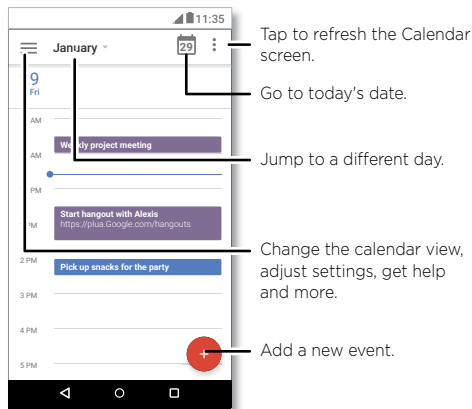 11:35
January
29
Tap to refresh the Calendar
screen.
Go to today's date.
9
Fri
AM
Weekly project meeting
AM
Jump to a different day.
PM
Start hangout with Alexis
https://plua.Google.com/hangouts
PM
Change the calendar view,
adjust settings, get help
and more.
2 PM
Pick up snacks for the party
3 PM
4 PM
Add a new event.
5 PM